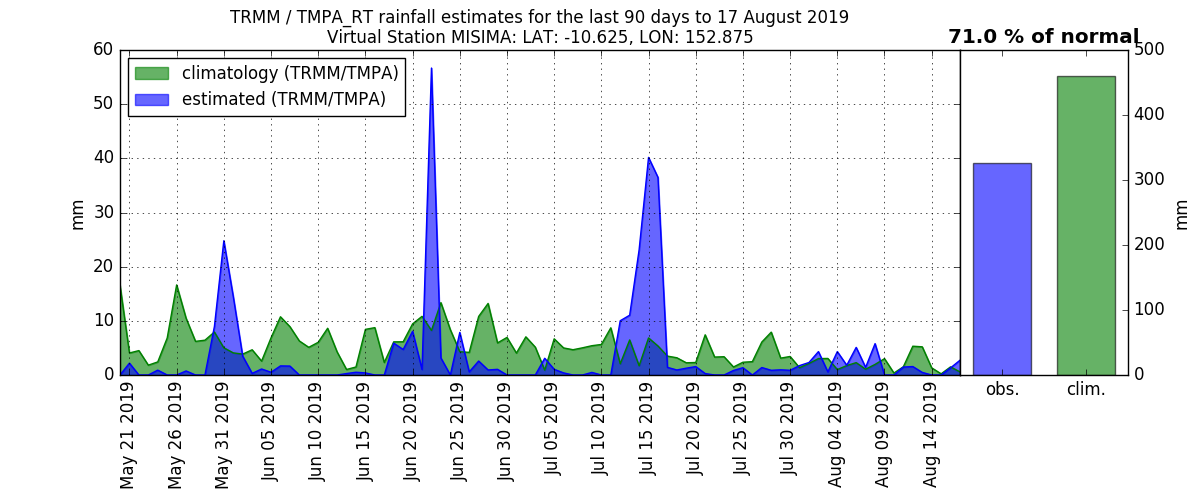 TRMM / TMPA_RT rainfall estimates for the last 90 days to 17 August 2019
Virtual Station MISIMA: LAT: -10.625, LON: 152.875
71.0 % of normal
climatology (TRMM/TMPA)
estimated (TRMM/TMPA)
60
50
40
30
20
10
0
mm
May 21 2019
May 26 2019
May 31 2019
Jun 05 2019
Jun 10 2019
Jun 15 2019
Jun 20 2019
Jun 25 2019
Jun 30 2019
Jul 05 2019
Jul 10 2019
Jul 15 2019
Jul 20 2019
Jul 25 2019
Jul 30 2019
Aug 04 2019
Aug 09 2019
Aug 14 2019
500
400
300
200
100
0
mm
obs.
clim.